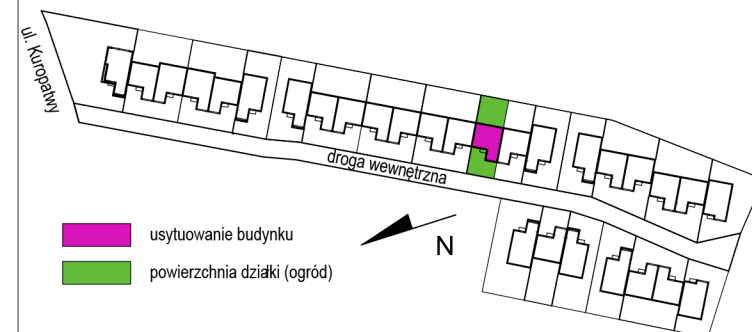 ul. Kuropatwy
droga wewnętrzna
usytuowanie budynku
N
powierzchnia działki (ogród)